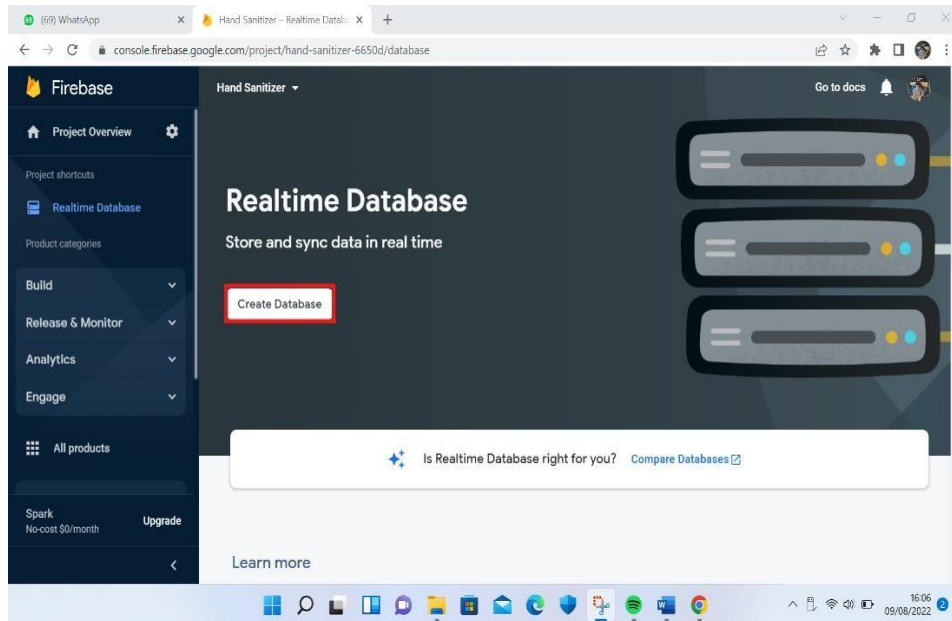 (69) WhatsApp
Hand Sanitizer – Realtime Datab
console.firebase.google.com/project/hand-sanitizer-6650d/database
Firebase
Hand Sanitizer
Go to docs
Project Overview
Project shortcuts
Realtime Database
Product categories
Build
Release & Monitor
Analytics
Engage
All products
Spark
No-cost $0/month
Upgrade
Realtime Database
Store and sync data in real time
Create Database
Is Realtime Database right for you? Compare Databases
Learn more
16:06
09/08/2022
2